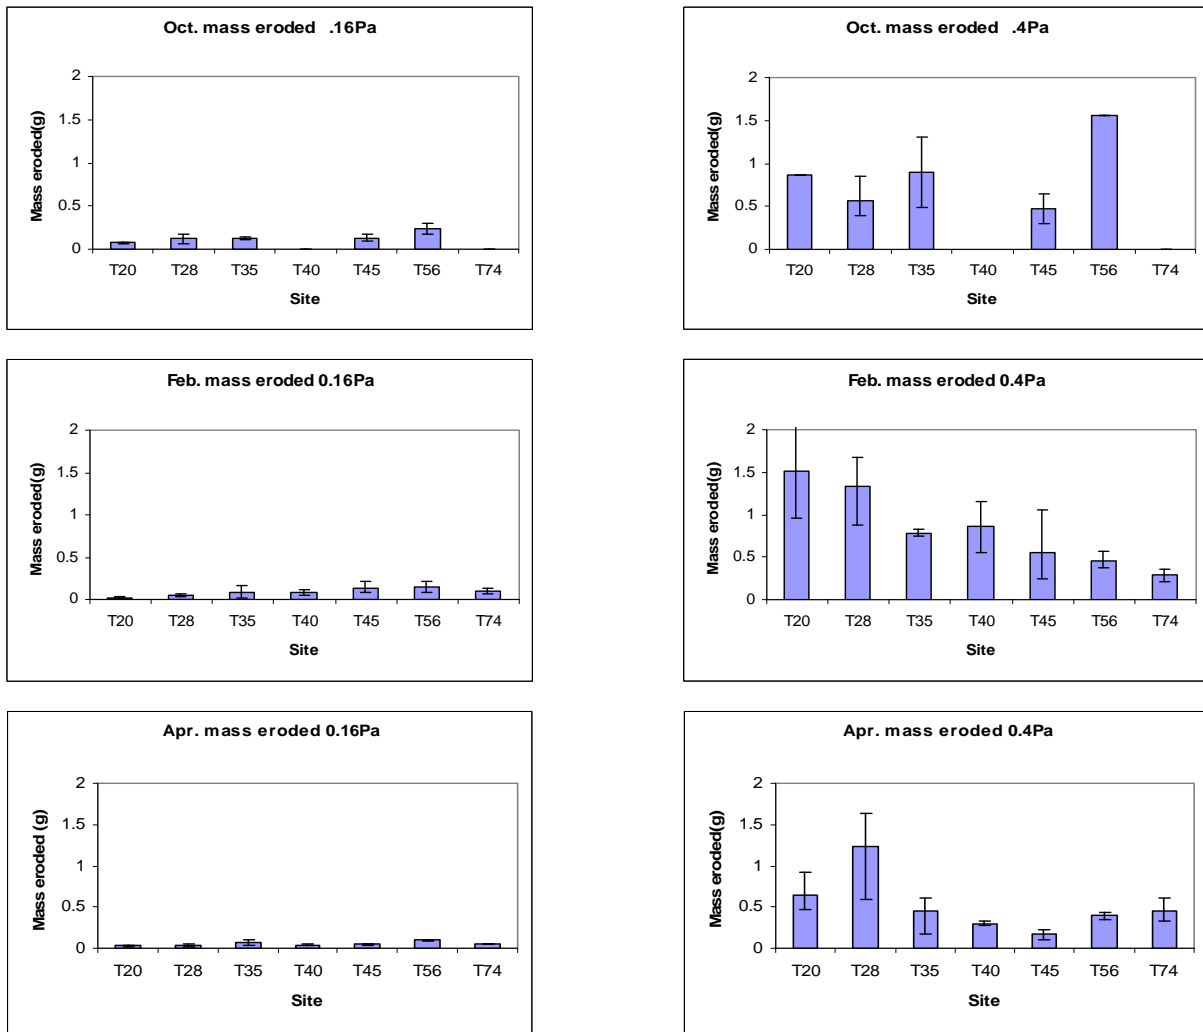 Oct. mass eroded .16Pa
2
1.5
1
0.5
0
Mass eroded(g)
T20 T28 T35 T40 T45 T56 T74
Site
Oct. mass eroded .4Pa
2
1.5
1
0.5
0
Mass eroded(g)
T20 T28 T35 T40 T45 T56 T74
Site
Feb. mass eroded 0.16Pa
2
1.5
1
0.5
0
Mass eroded(g)
T20 T28 T35 T40 T45 T56 T74
Site
Feb. mass eroded 0.4Pa
2
1.5
1
0.5
0
Mass eroded(g)
T20 T28 T35 T40 T45 T56 T74
Site
Apr. mass eroded 0.16Pa
2
1.5
1
0.5
0
Mass eroded (g)
T20 T28 T35 T40 T45 T56 T74
Site
Apr. mass eroded 0.4Pa
2
1.5
1
0.5
0
Mass eroded(g)
T20 T28 T35 T40 T45 T56 T74
Site